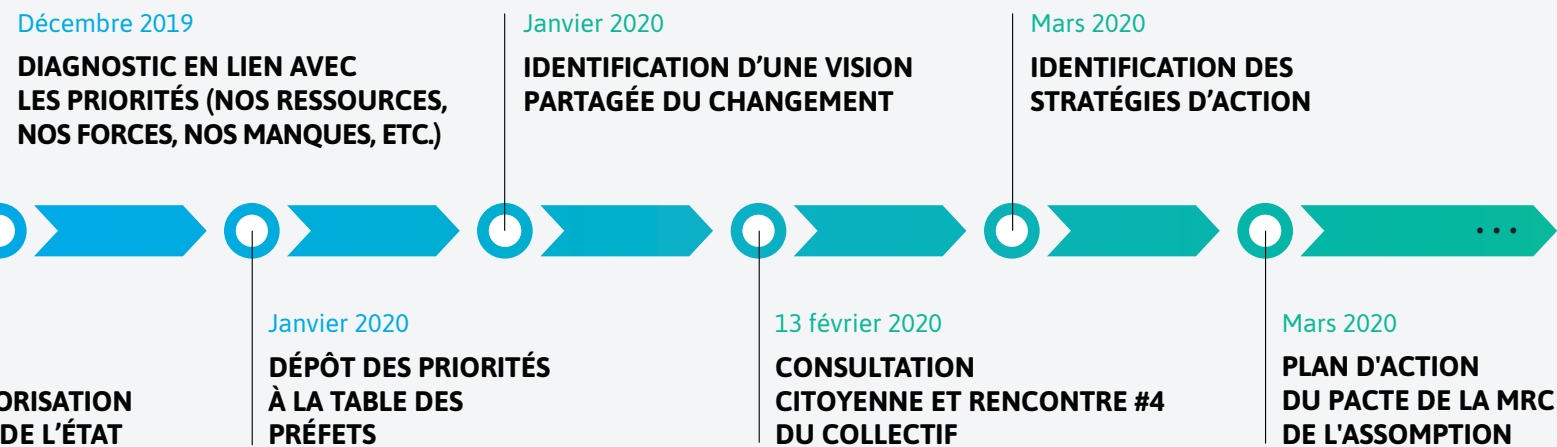 Décembre 2019
DIAGNOSTIC EN LIEN AVEC
LES PRIORITÉS (NOS RESSOURCES,
NOS FORCES, NOS MANQUES, ETC.)
Janvier 2020
IDENTIFICATION D’UNE VISION
PARTAGÉE DU CHANGEMENT
Mars 2020
IDENTIFICATION DES
STRATÉGIES D’ACTION
...
ORISATION
DE L’ÉTAT
Janvier 2020
DÉPÔT DES PRIORITÉS
À LA TABLE DES
PRÉFETS
13 février 2020
CONSULTATION
CITOYENNE ET RENCONTRE #4
DU COLLECTIF
Mars 2020
PLAN D'ACTION
DU PACTE DE LA MRC
DE L'ASSOMPTION